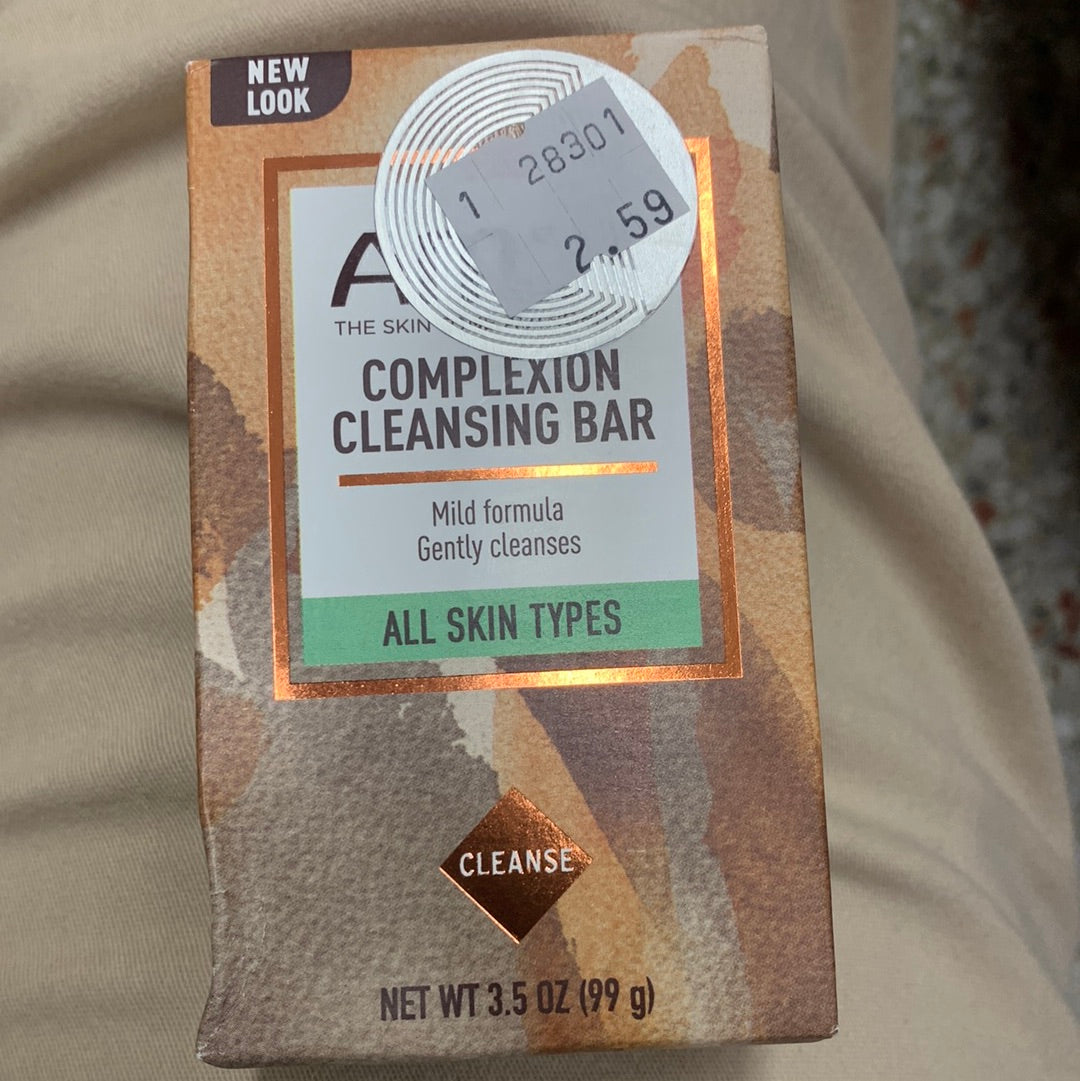 NEW
LOOK
1 28301
2.59
THE SKIN
COMPLEXION
CLEANSING BAR
Mild formula
Gently cleanses
ALL SKIN TYPES
CLEANSE
NET WT 3.5 OZ (99 g)